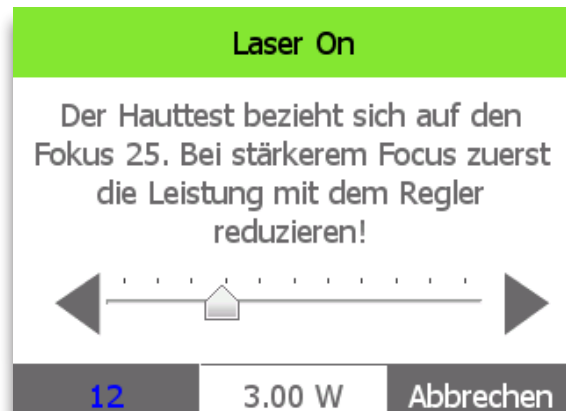 Laser On
Der Hauttest bezieht sich auf den
Fokus 25. Bei stärkerem Focus zuerst
die Leistung mit dem Regler
reduzieren!
12 3.00 W Abbrechen